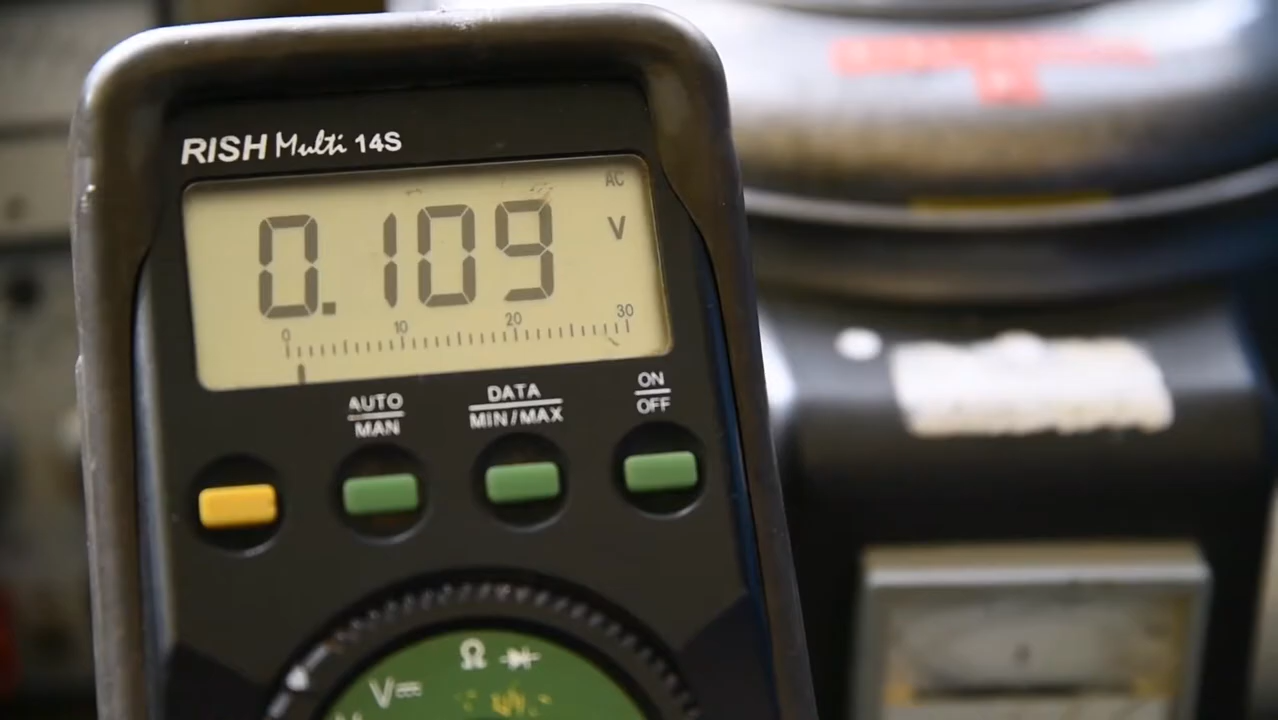 RISH Multi 14S
AC
0.109 V
0 10 20 30
AUTO
MAN
DATA
MIN/MAX
ON
OFF
Ω
V